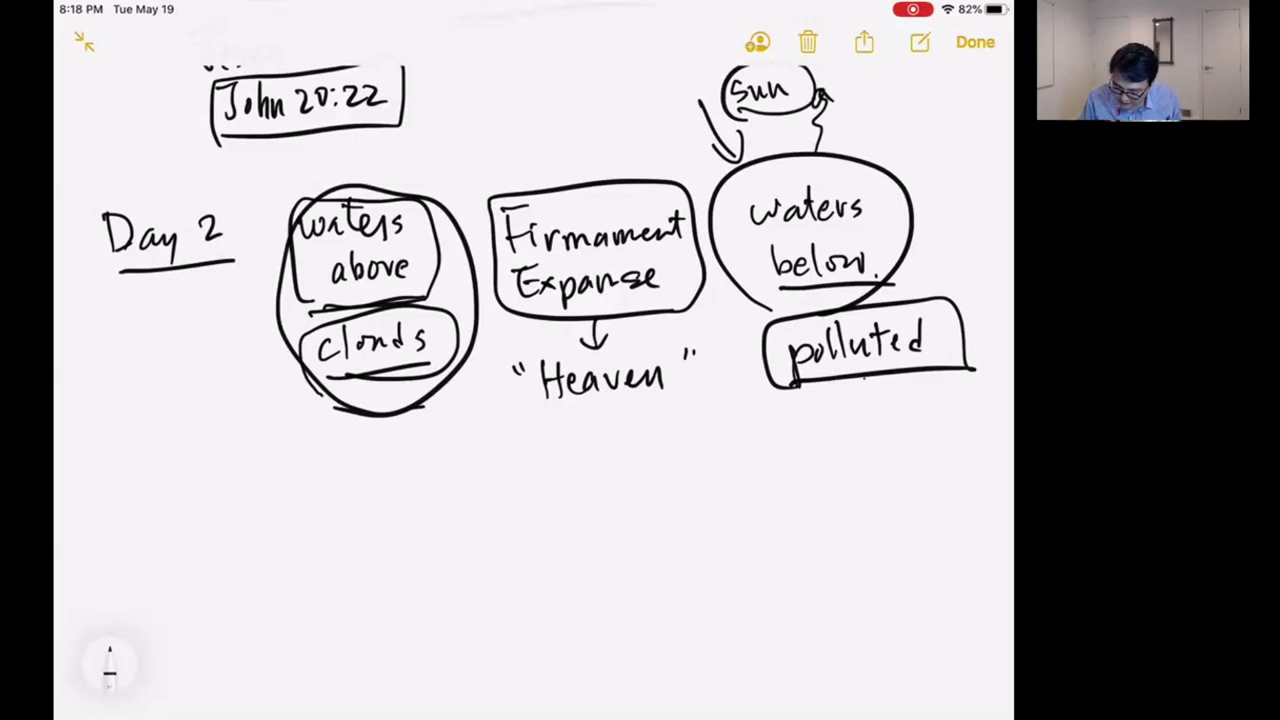 8:18 PM Tue May 19
82%
Done
John 20:22
sun
Day 2
waters
above
clouds
Firmament
Expanse
"Heaven"
waters
below.
polluted